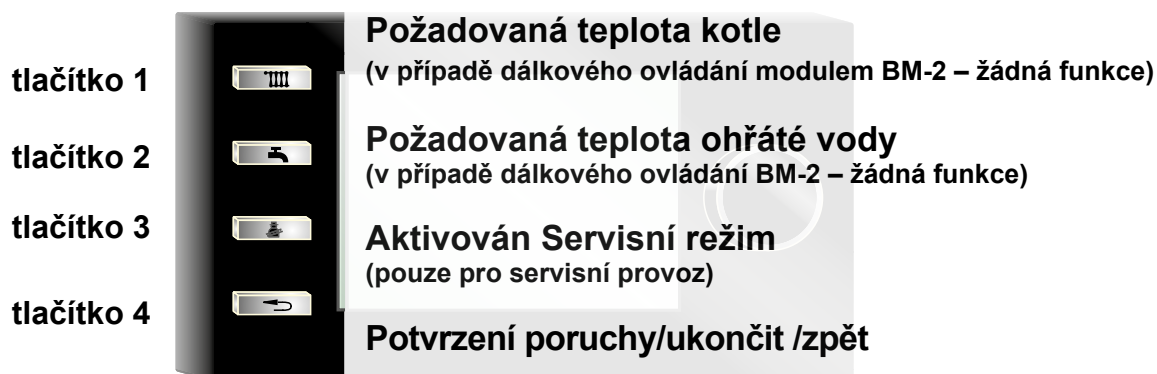 Požadovaná teplota kotle
tlačítko 1
(v případě dálkového ovládání modulem BM-2 – žádná funkce)
Požadovaná teplota ohřáté vody
tlačítko 2
(v případě dálkového ovládání BM-2 – žádná funkce)
tlačítko 3
Aktivován Servisní režim
(pouze pro servisní provoz)
tlačítko 4
Potvrzení poruchy/ukončit /zpět